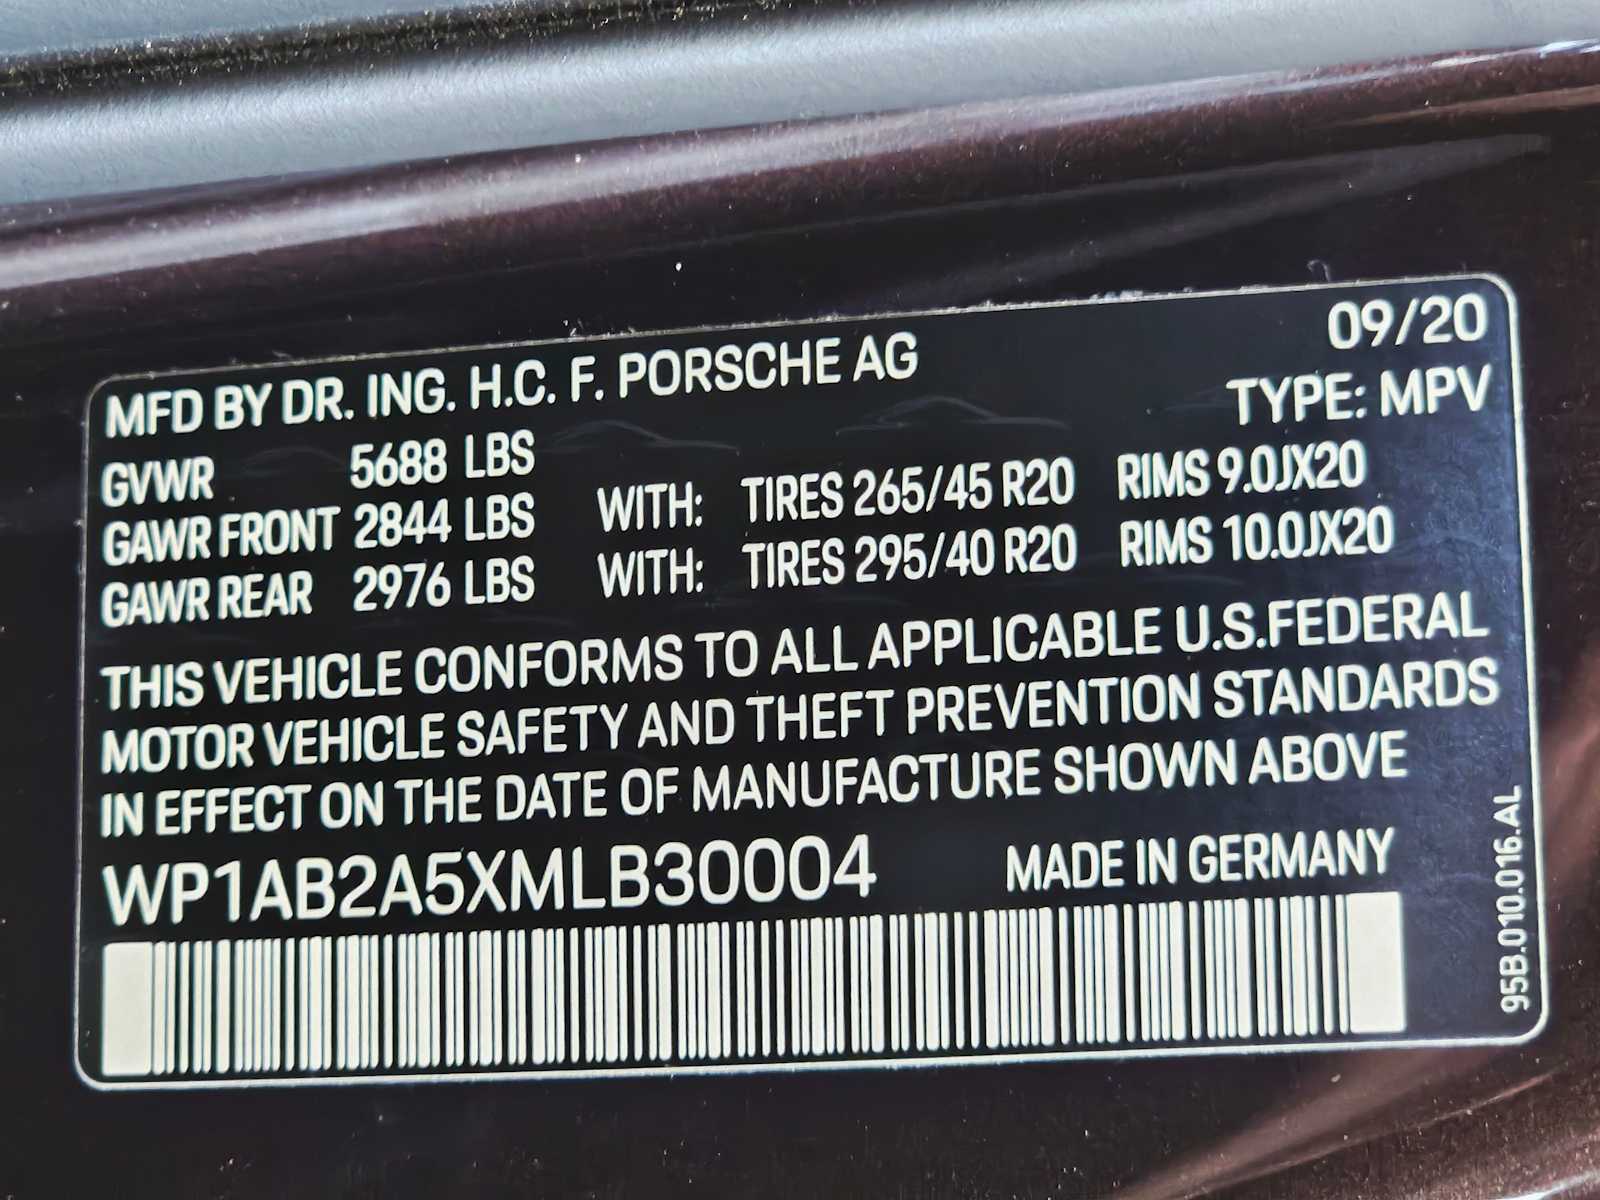 09/20
MFD BY DR. ING. H.C. F. PORSCHE AG
TYPE: MPV
GVWR 5688 LBS
GAWR FRONT 2844 LBS WITH: TIRES 265/45 R20 RIMS 9.0JX20
GAWR REAR 2976 LBS WITH: TIRES 295/40 R20 RIMS 10.0JX20
THIS VEHICLE CONFORMS TO ALL APPLICABLE U.S.FEDERAL
MOTOR VEHICLE SAFETY AND THEFT PREVENTION STANDARDS
IN EFFECT ON THE DATE OF MANUFACTURE SHOWN ABOVE
WP1AB2A5XMLB30004 MADE IN GERMANY
95B.010.016.AL